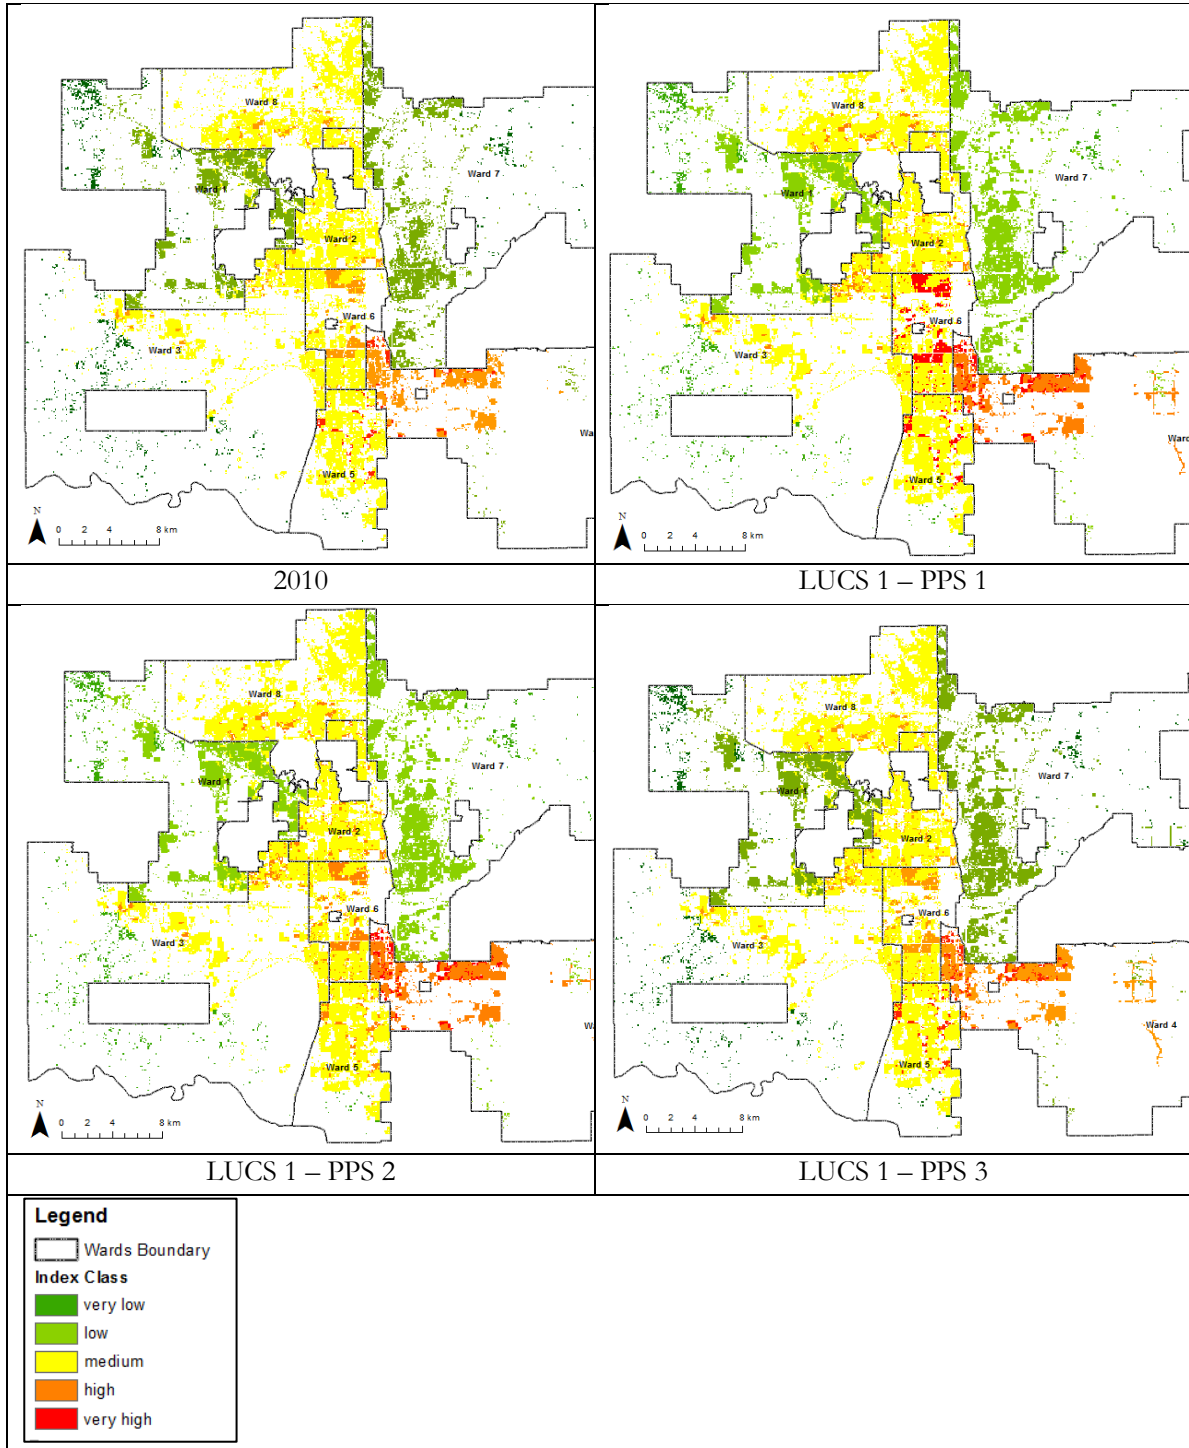 Ward 8
Ward 1
Ward 7
Ward 2
Ward 6
Ward 3
Wa
Ward 5
N
0 2 4 8 km
2010
Ward 8
Ward 1
Ward 7
Ward 2
Ward 6
Ward 3
Ward
Ward 5
N
0 2 4 8 km
LUCS 1 – PPS 1
Ward 8
Ward 7
Ward 1
Ward 2
Ward 6
Ward 3
Wa
Ward 5
N
0 2 4 8 km
LUCS 1 – PPS 2
Ward 8
Ward 7
Ward 1
Ward 2
Ward 6
Ward 3
Ward 4
Ward 5
N
0 2 4 8 km
LUCS 1 – PPS 3
Legend
Wards Boundary
Index Class
very low
low
medium
high
very high